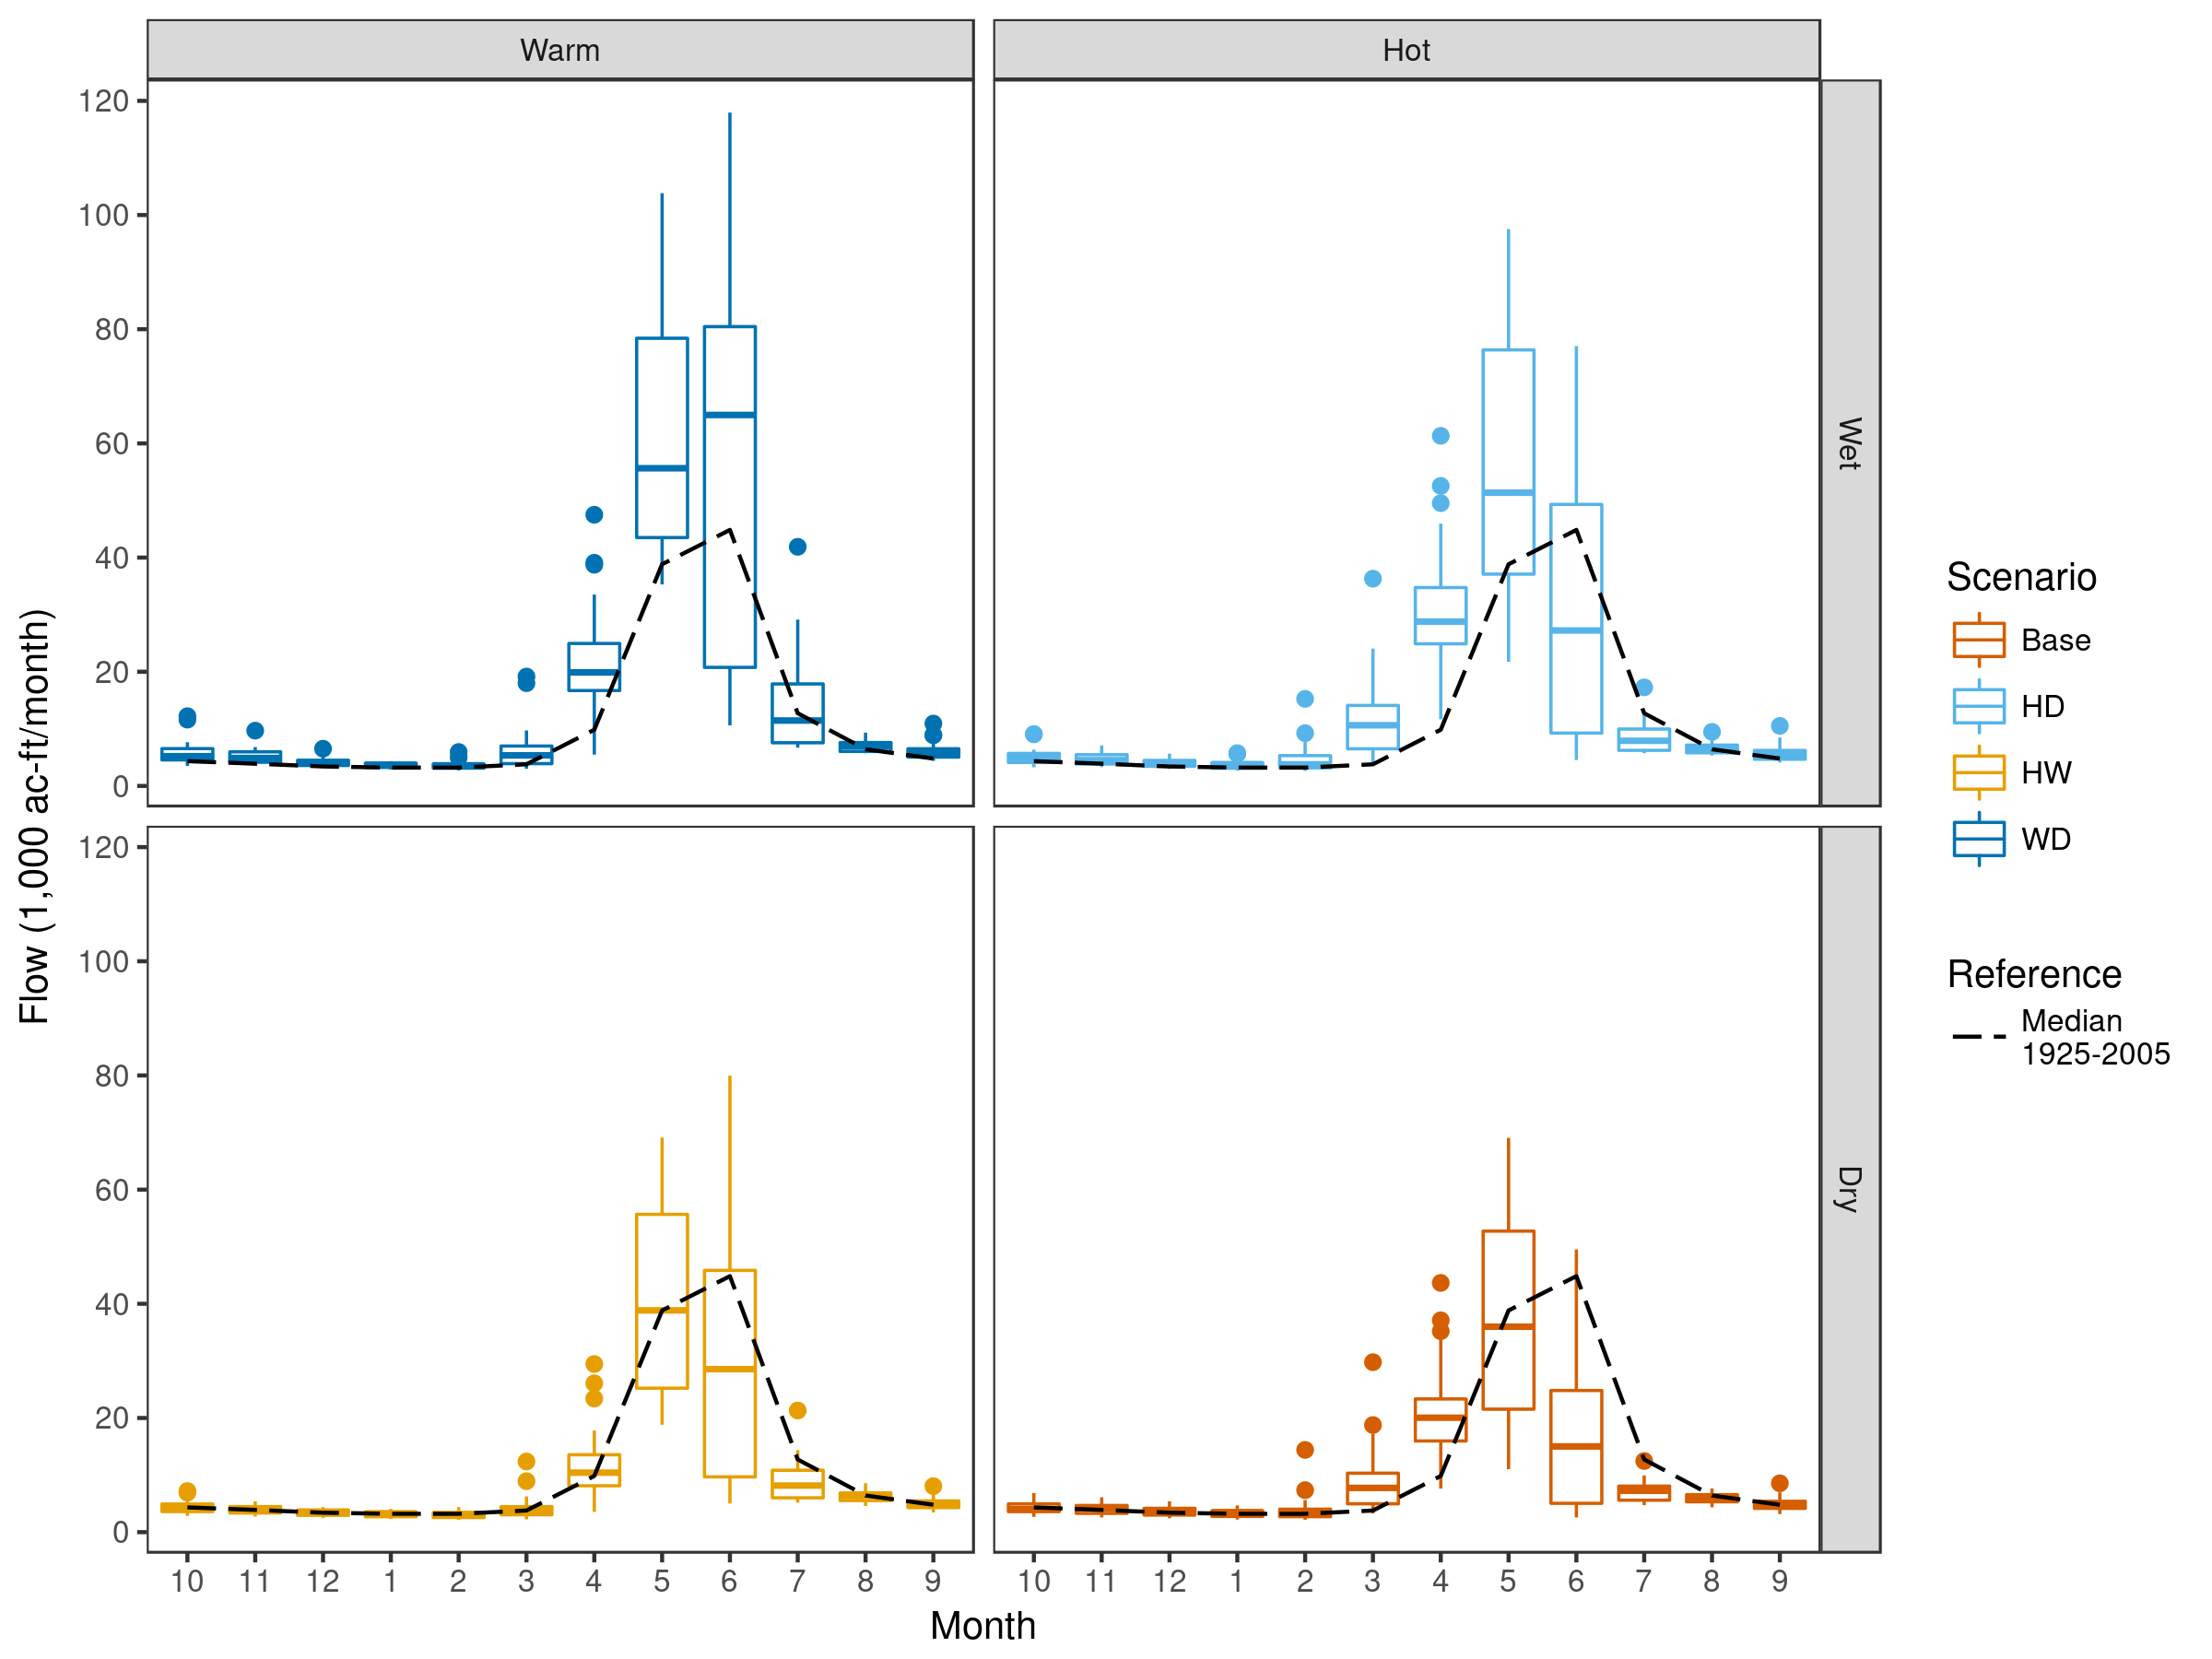 Warm
Hot
120
100
80
60
40
20
0
Wet
120
100
80
60
40
20
0
Dry
Flow (1,000 ac-ft/month)
10 11 12 1 2 3 4 5 6 7 8 9
10 11 12 1 2 3 4 5 6 7 8 9
Month
Scenario
Base
HD
HW
WD
Reference
Median
1925-2005